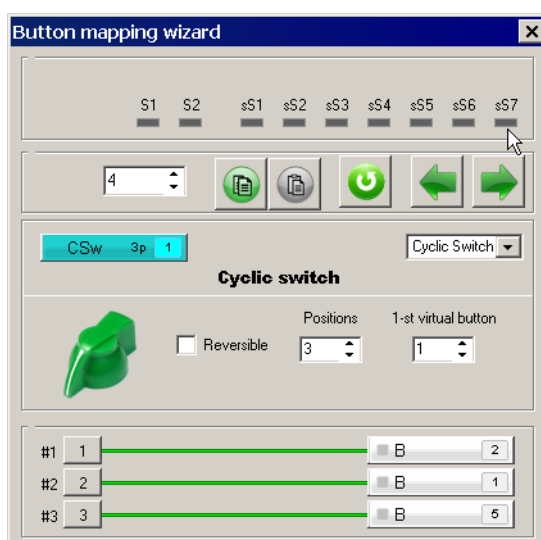 Button mapping wizard
S1 S2 sS1 sS2 sS3 sS4 sS5 sS6 sS7
4
CSw 3p 1 Cyclic Switch
Cyclic switch
Positions 1-st virtual button
Reversible 3 1
#1 1 B 2
#2 2 B 1
#3 3 B 5